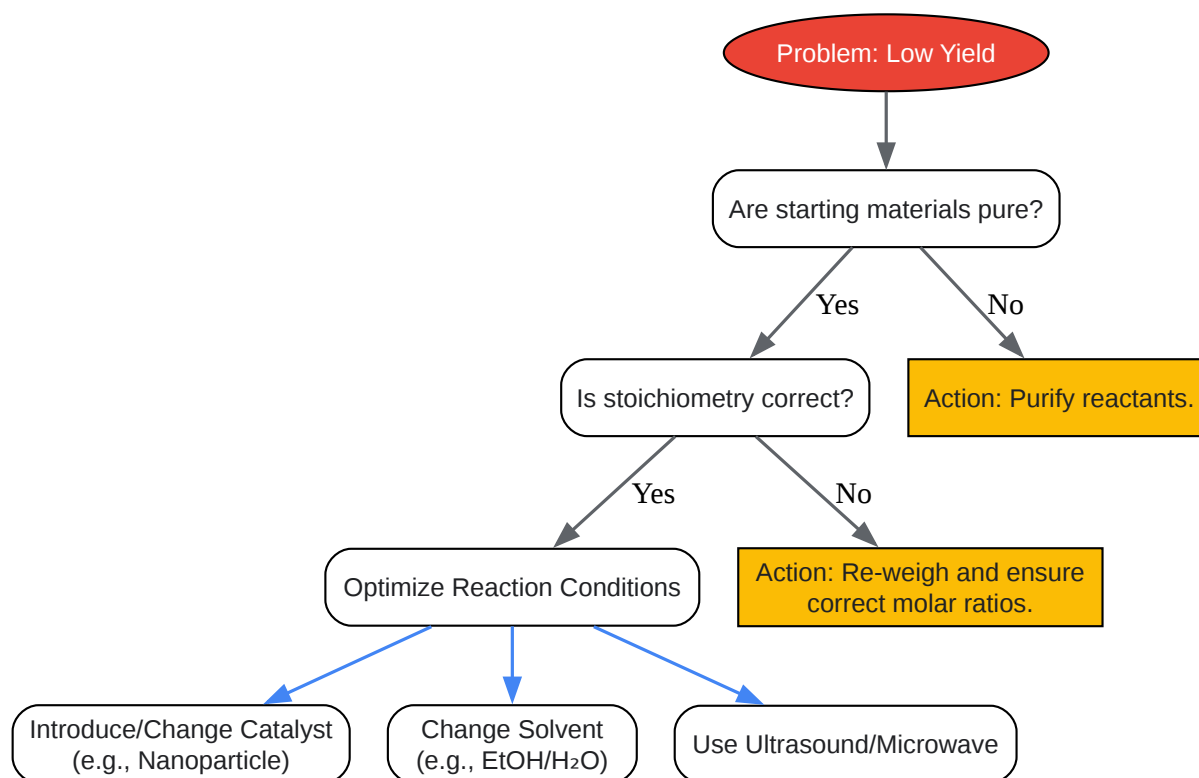 Problem: Low Yield
Are starting materials pure?
Yes
No
Is stoichiometry correct?
Action: Purify reactants.
Yes
No
Optimize Reaction Conditions
Action: Re-weigh and ensure
correct molar ratios.
Introduce/Change Catalyst
(e.g., Nanoparticle)
Change Solvent
(e.g., EtOH/H₂O)
Use Ultrasound/Microwave